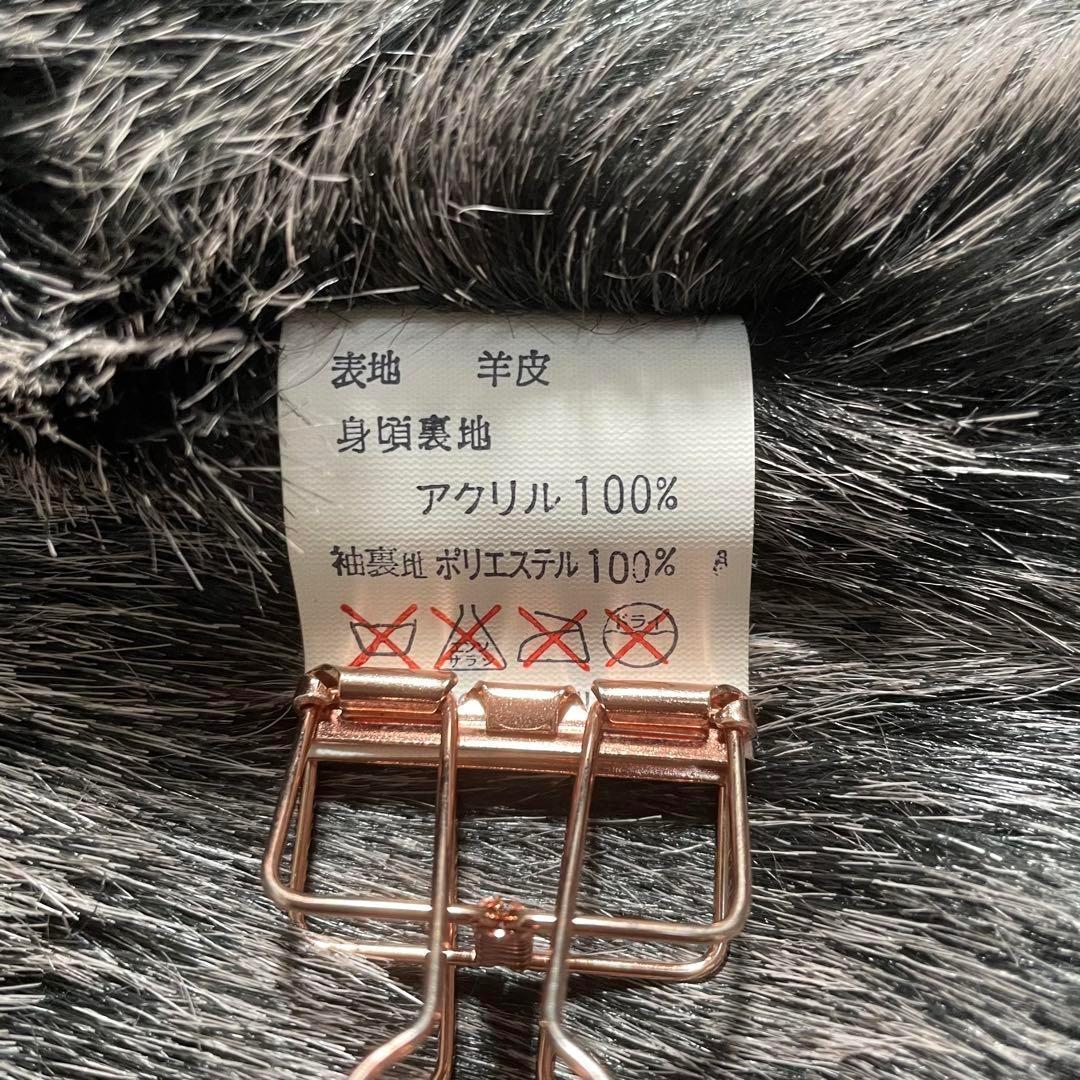 表地 羊皮
身頃裏地
アクリル100%
袖裏地 ポリエステル100%
エンソ
サラシ
ドライ